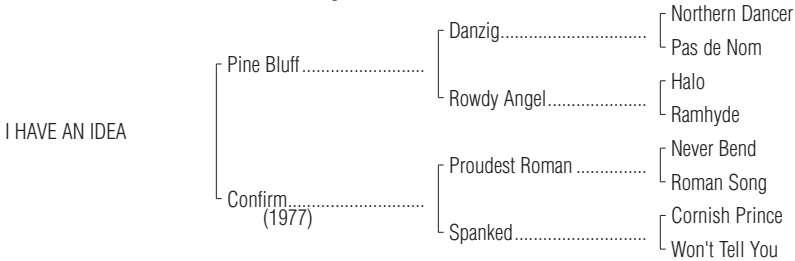 Northern Dancer
Danzig..............................
Pas de Nom
Pine Bluff.........................
Halo
Rowdy Angel....................
Ramhyde
I HAVE AN IDEA
Never Bend
Proudest Roman ..............
Roman Song
Confirm............................
(1977)
Cornish Prince
Spanked...........................
Won't Tell You